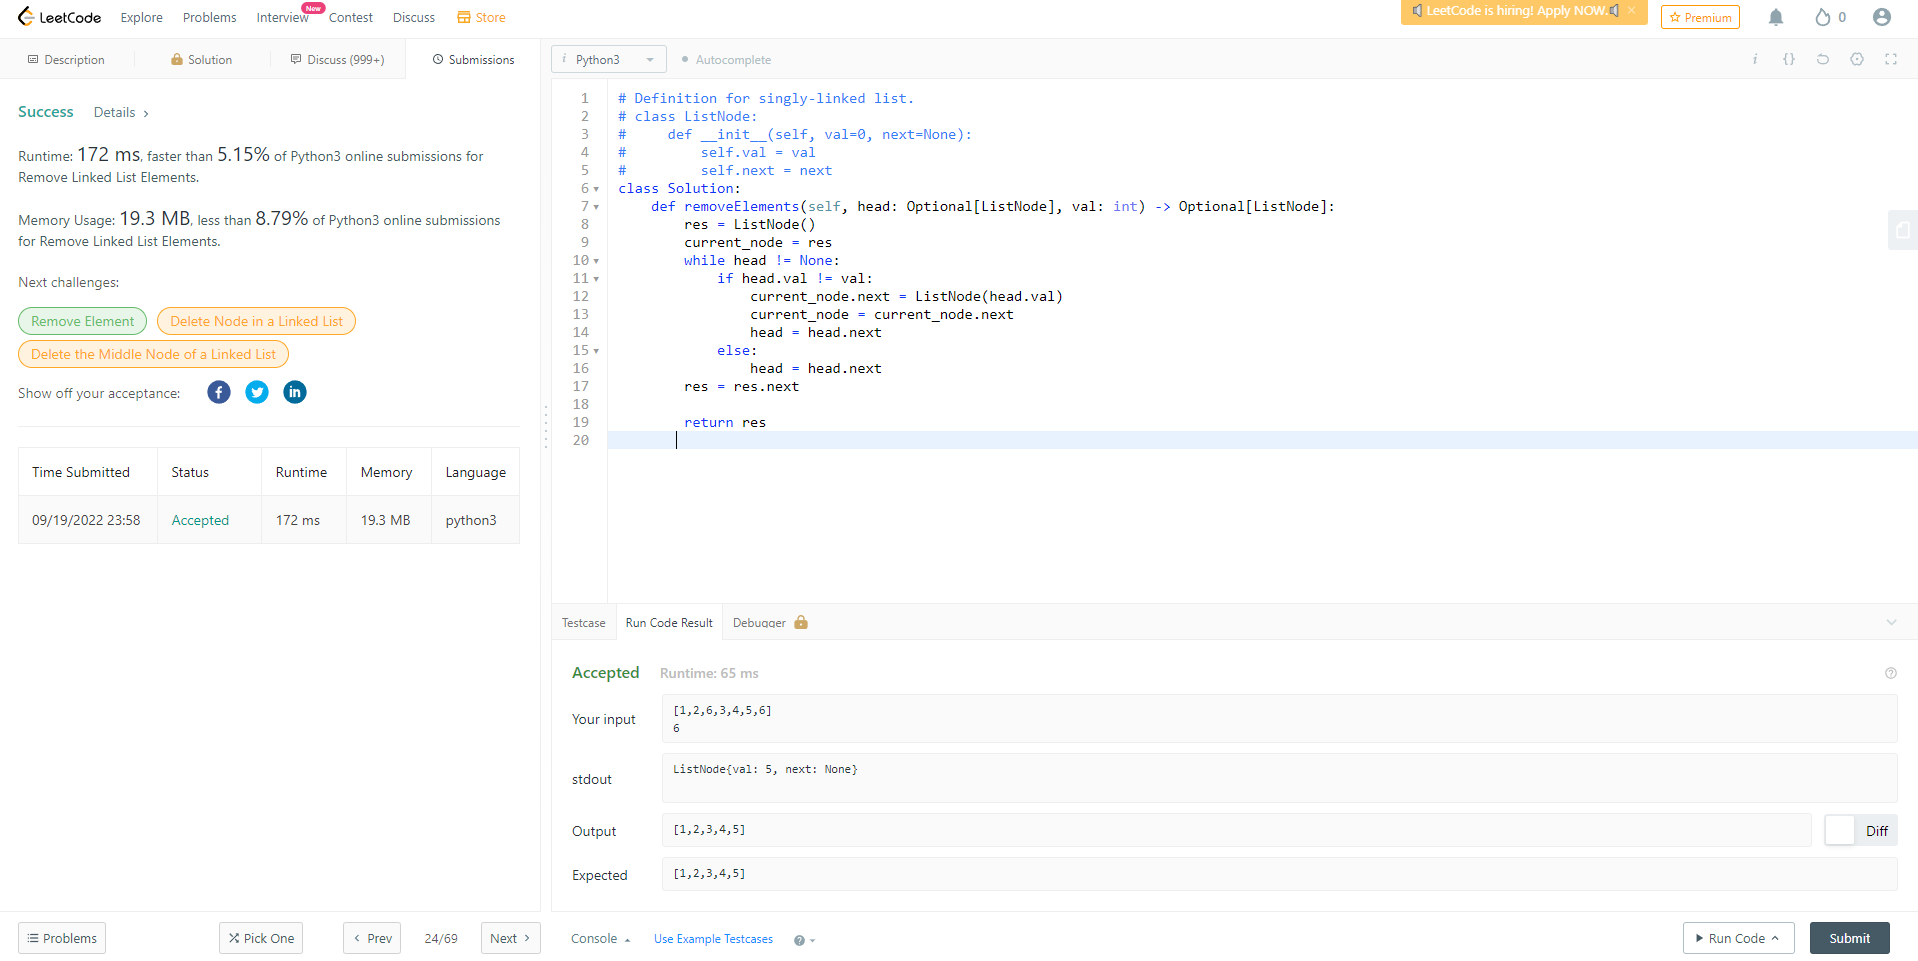 LeetCode Explore Problems Interview New Contest Discuss Store LeetCode is hiring! Apply NOW. × Premium 0
Description Solution Discuss (999+) Submissions
i Python3 Autocomplete i {}
Success Details >
Runtime: 172 ms, faster than 5.15% of Python3 online submissions for
Remove Linked List Elements.
Memory Usage: 19.3 MB, less than 8.79% of Python3 online submissions
for Remove Linked List Elements.
Next challenges:
Remove Element Delete Node in a Linked List
Delete the Middle Node of a Linked List
Show off your acceptance:
Time Submitted Status Runtime Memory Language
09/19/2022 23:58 Accepted 172 ms 19.3 MB python3
1 # Definition for singly-linked list.
2 # class ListNode:
3 #     def __init__(self, val=0, next=None):
4 #         self.val = val
5 #         self.next = next
6 class Solution:
7     def removeElements(self, head: Optional[ListNode], val: int) -> Optional[ListNode]:
8         res = ListNode()
9         current_node = res
10         while head != None:
11             if head.val != val:
12                 current_node.next = ListNode(head.val)
13                 current_node = current_node.next
14                 head = head.next
15             else:
16                 head = head.next
17         res = res.next
18
19         return res
20
Testcase Run Code Result Debugger
Accepted Runtime: 65 ms
Your input
[1,2,6,3,4,5,6]
6
stdout
ListNode{val: 5, next: None}
Output [1,2,3,4,5] Diff
Expected [1,2,3,4,5]
Problems Pick One < Prev 24/69 Next > Console Use Example Testcases ? Run Code Submit